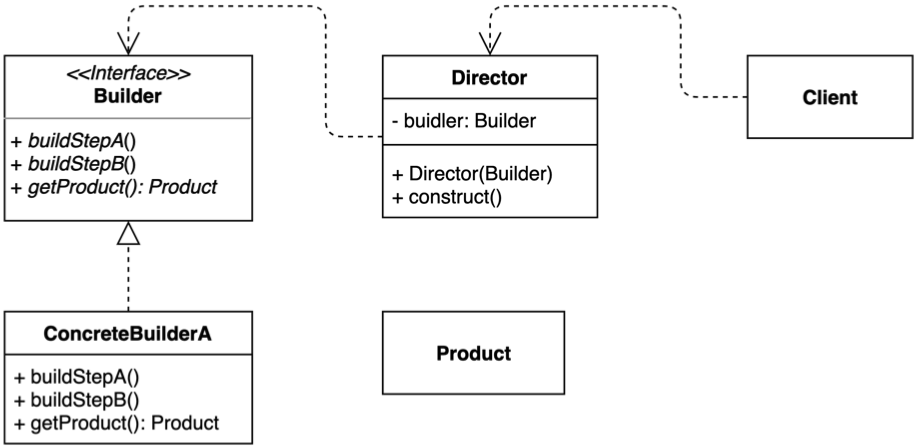 <<Interface>>
Builder
+ buildStepA()
+ buildStepB()
+ getProduct(): Product
Director
- buidler: Builder
+ Director(Builder)
+ construct()
Client
ConcreteBuilderA
+ buildStepA()
+ buildStepB()
+ getProduct(): Product
Product